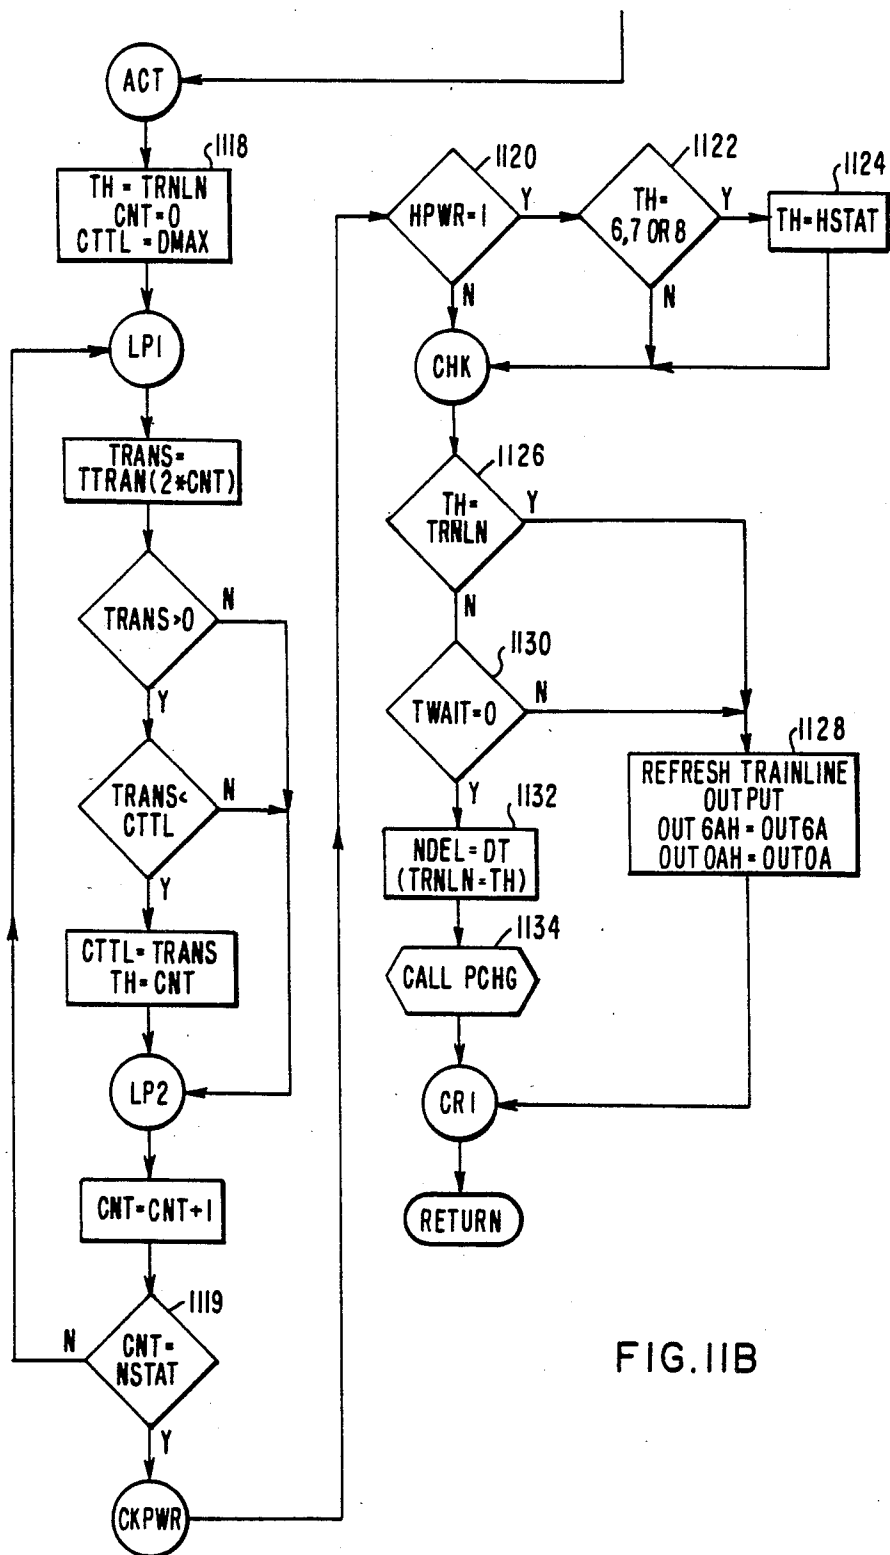 ACT
1118
TH = TRNLN
CNT=0
CTTL = DMAX
LP1
TRANS=
TTRAN(2*CNT)
TRANS>0
N
Y
TRANS<
CTTL
N
Y
CTTL=TRANS
TH=CNT
LP2
CNT=CNT+1
1119
CNT=
NSTAT
N
Y
CKPWR
1120
HPWR=1
Y
N
1122
TH=
6,7 OR 8
Y
N
1124
TH=HSTAT
CHK
1126
TH=
TRNLN
Y
N
1130
TWAIT=0
N
Y
1128
REFRESH TRAINLINE
OUTPUT
OUT 6AH = OUT6A
OUT 0AH = OUT0A
1132
NDEL=DT
(TRNLN=TH)
1134
CALL PCHG
CR1
RETURN
FIG.11B